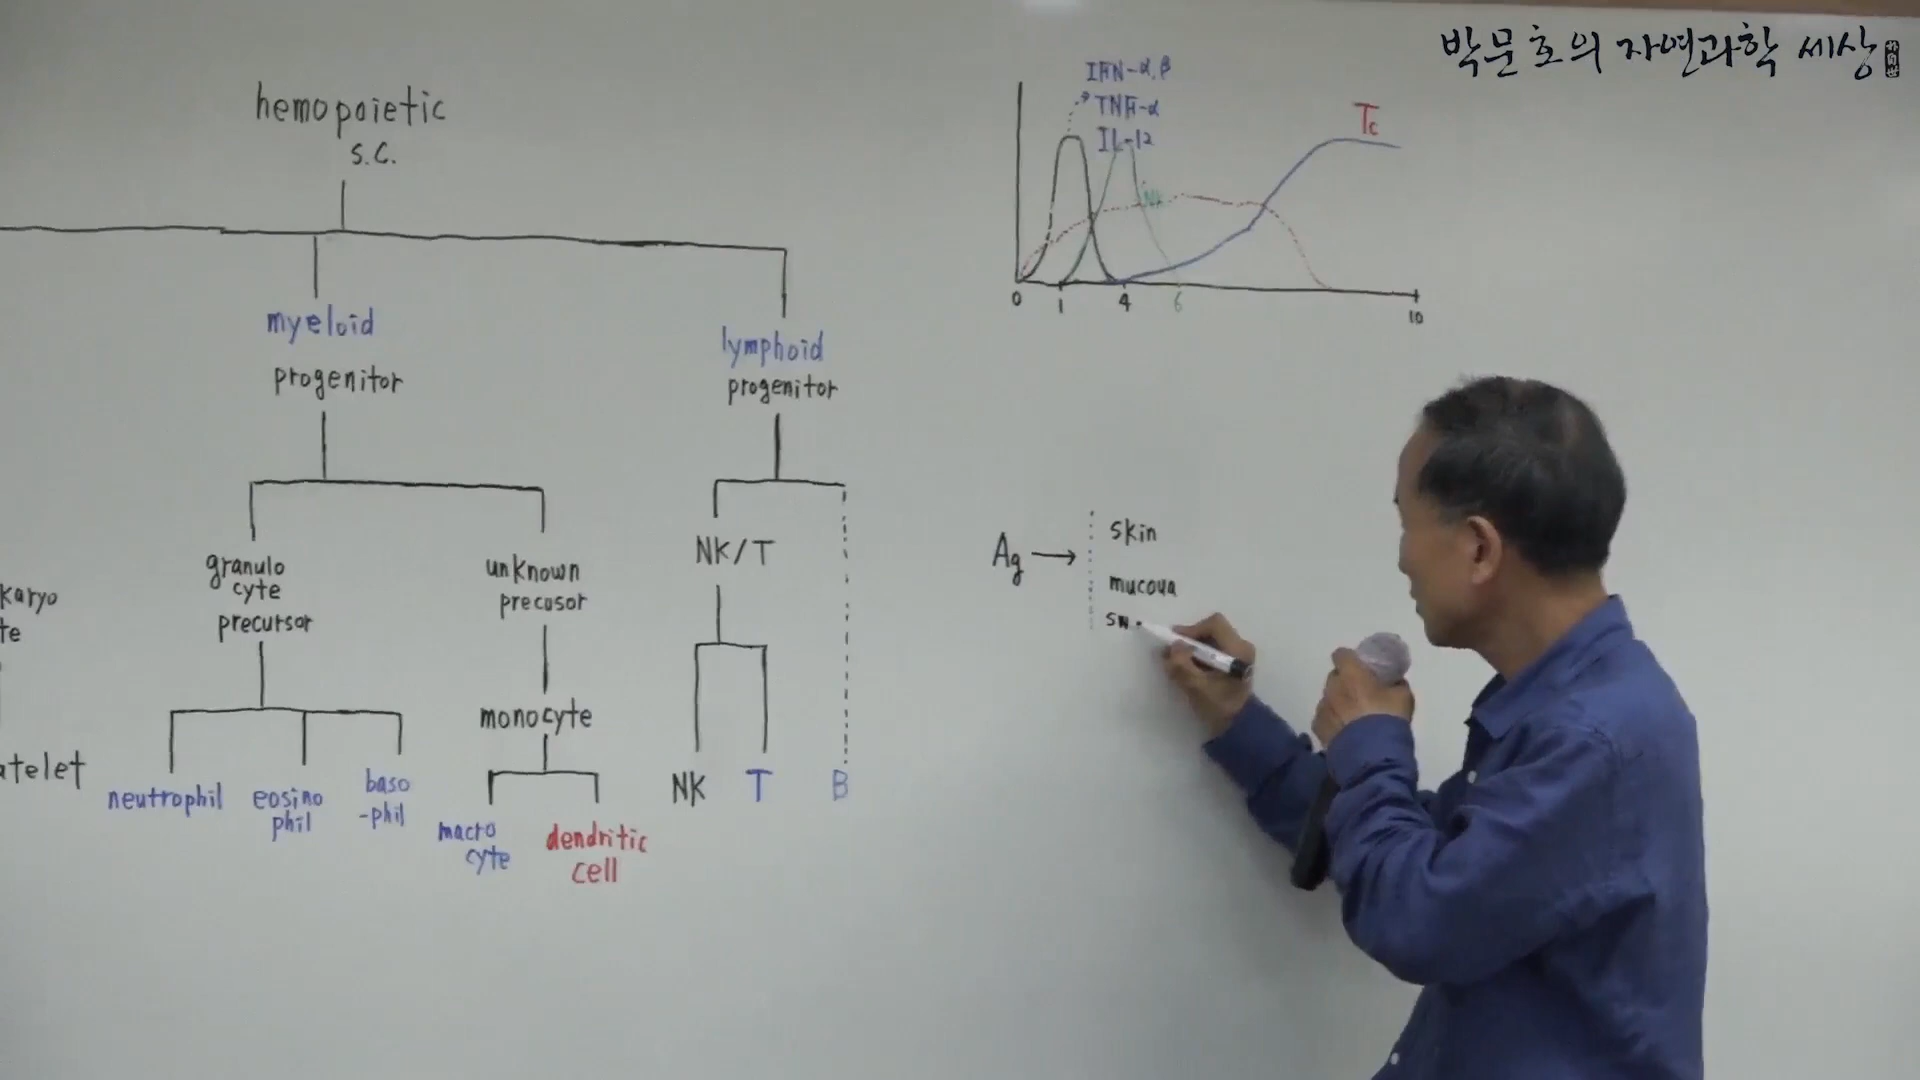 박문호의 자연과학 세상
hemopoietic
s.c.
myeloid
progenitor
lymphoid
progenitor
granulo
cyte
precursor
unknown
precusor
NK/T
karyo
te
monocyte
atelet
neutrophil
eosino
phil
baso
-phil
macro
cyte
dendritic
cell
NK
T
B
IFN-α,β
TNF-α
IL-12
NK
Tc
0
1
4
6
10
Ag
skin
mucova